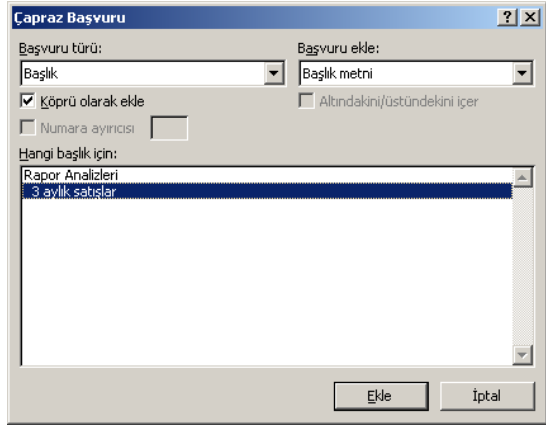 Çapraz Başvuru
Başvuru türü:
Başvuru ekle:
Başlık
Başlık metni
Köprü olarak ekle
Altındakini/üstündekini içer
Numara ayırıcısı
Hangi başlık için:
Rapor Analizleri
3 aylık satışlar
Ekle
İptal